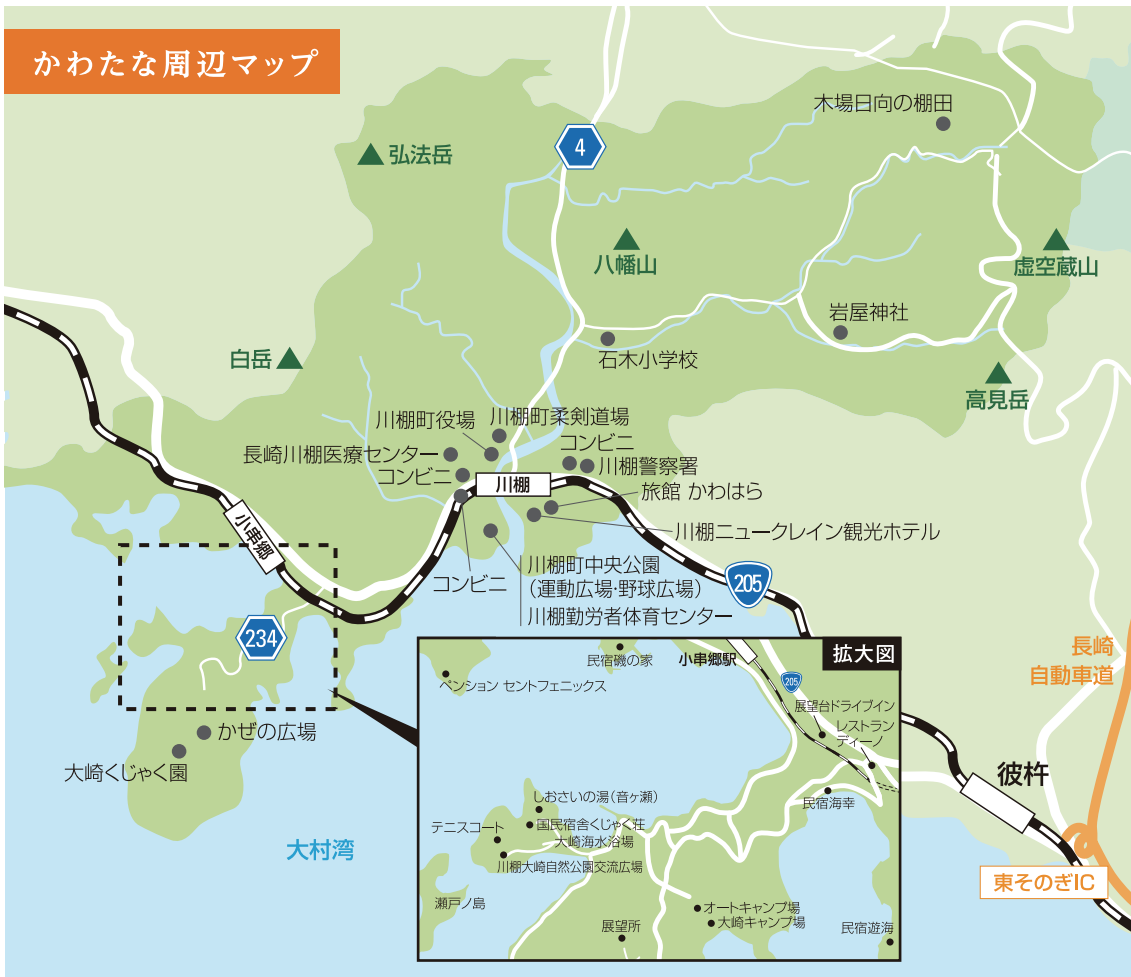 かわたな周辺マップ
木場日向の棚田
4
弘法岳
八幡山
虚空蔵山
岩屋神社
石木小学校
白岳
高見岳
川棚町役場
川棚町柔剣道場
長崎川棚医療センター
コンビニ
コンビニ
川棚警察署
川棚
旅館 かわはら
川棚ニュークレイン観光ホテル
小串郷
コンビニ
川棚町中央公園
(運動広場・野球広場)
川棚勤労者体育センター
205
234
かぜの広場
大崎くじゃく園
大村湾
長崎
自動車道
彼杵
東そのぎIC
拡大図
民宿磯の家
小串郷駅
ペンション セントフェニックス
205
展望台ドライブイン
レストラン
ディーノ
民宿海幸
しおさいの湯(音ヶ瀬)
テニスコート
国民宿舎くじゃく荘
大崎海水浴場
川棚大崎自然公園交流広場
瀬戸ノ島
オートキャンプ場
大崎キャンプ場
展望所
民宿遊海